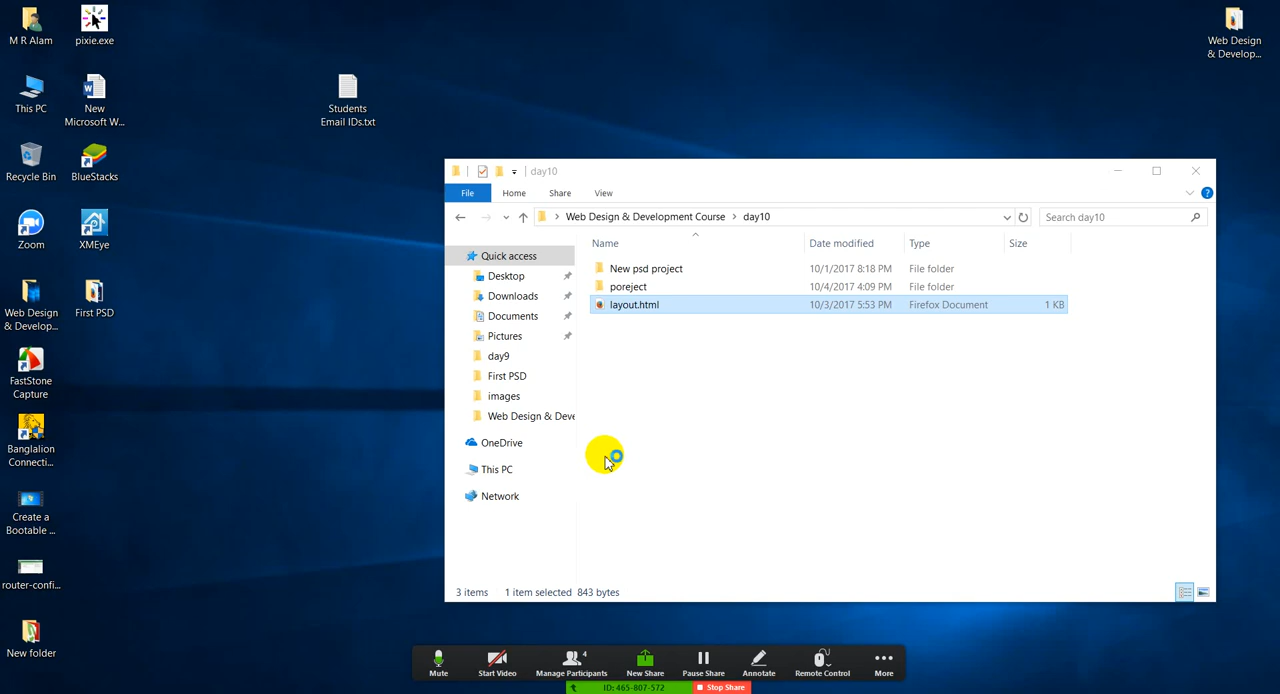 M R Alam
pixie.exe
Web Design
& Develop...
This PC
New
Microsoft W...
Students
Email IDs.txt
Recycle Bin
BlueStacks
Zoom
XMEye
Web Design
& Develop...
First PSD
FastStone
Capture
Banglalion
Connecti...
Create a
Bootable ...
router-confi...
New folder
day10
File Home Share View
Web Design & Development Course > day10
Search day10
Name Date modified Type Size
Quick access
Desktop
Downloads
Documents
Pictures
day9
First PSD
images
Web Design & Deve
OneDrive
This PC
Network
New psd project 10/1/2017 8:18 PM File folder
poreject 10/4/2017 4:09 PM File folder
layout.html 10/3/2017 5:53 PM Firefox Document 1 KB
3 items 1 item selected 843 bytes
4
Mute Start Video Manage Participants New Share Pause Share Annotate Remote Control More
ID: 465-807-572 Stop Share